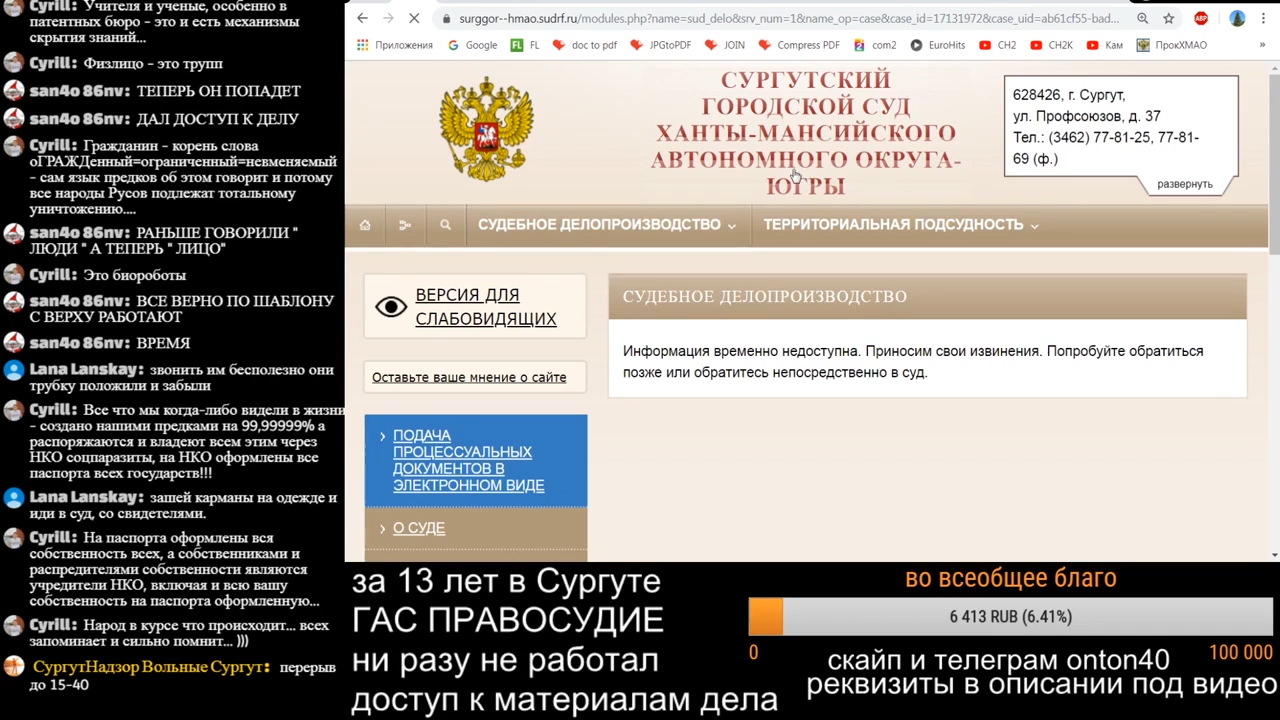 Учителя и ученые, особенно в
патентных бюро - это и есть механизмы
скрытия знаний...
Cyrill: Физлицо - это трупп
san4o 86nv: ТЕПЕРЬ ОН ПОПАДЕТ
san4o 86nv: ДАЛ ДОСТУП К ДЕЛУ
Cyrill: Гражданин - корень слова
оГРАЖДенный=ограниченный=невменяемый
- сам язык предков об этом говорит и потому
все народы Русов подлежат тотальному
уничтожению....
san4o 86nv: РАНЬШЕ ГОВОРИЛИ "
ЛЮДИ " А ТЕПЕРЬ " ЛИЦО"
Cyrill: Это биороботы
san4o 86nv: ВСЕ ВЕРНО ПО ШАБЛОНУ
С ВЕРХУ РАБОТАЮТ
san4o 86nv: ВРЕМЯ
Lana Lanskay: звонить им бесполезно они
трубку положили и забыли
Cyrill: Все что мы когда-либо видели в жизни
- создано нашими предками на 99,99999% а
распоряжаются и владеют всем этим через
НКО соцпаразиты, на НКО оформлены все
паспорта всех государств!!!
Lana Lanskay: зашей карманы на одежде и
иди в суд, со свидетелями.
Cyrill: На паспорта оформлены вся
собственность всех, а собственниками и
распредителями собственности являются
учредители НКО, включая и всю вашу
собственность на паспорта оформленную...
Cyrill: Народ в курсе что происходит... всех
запоминает и сильно помнит... )))
СургутНадзор Вольные Сургут: перерыв
до 15-40
surggor--hmao.sudrf.ru/modules.php?name=sud_delo&srv_num=1&name_op=case&case_id=17131972&case_uid=ab61cf55-bad...
ABP
Приложения
Google
FL FL
doc to pdf
JPGtoPDF
JOIN
Compress PDF
com2
EuroHits
CH2
CH2K
Кам
ПрокХМАО
»
СУРГУТСКИЙ
ГОРОДСКОЙ СУД
ХАНТЫ-МАНСИЙСКОГО
АВТОНОМНОГО ОКРУГА-
ЮГРЫ
628426, г. Сургут,
ул. Профсоюзов, д. 37
Тел.: (3462) 77-81-25, 77-81-
69 (ф.)
развернуть
СУДЕБНОЕ ДЕЛОПРОИЗВОДСТВО
ТЕРРИТОРИАЛЬНАЯ ПОДСУДНОСТЬ
ВЕРСИЯ ДЛЯ
СЛАБОВИДЯЩИХ
Оставьте ваше мнение о сайте
ПОДАЧА
ПРОЦЕССУАЛЬНЫХ
ДОКУМЕНТОВ В
ЭЛЕКТРОННОМ ВИДЕ
О СУДЕ
СУДЕБНОЕ ДЕЛОПРОИЗВОДСТВО
Информация временно недоступна. Приносим свои извинения. Попробуйте обратиться
позже или обратитесь непосредственно в суд.
за 13 лет в Сургуте
ГАС ПРАВОСУДИЕ
ни разу не работал
доступ к материалам дела
во всеобщее благо
6 413 RUB (6.41%)
0
100 000
скайп и телеграм onton40
реквизиты в описании под видео